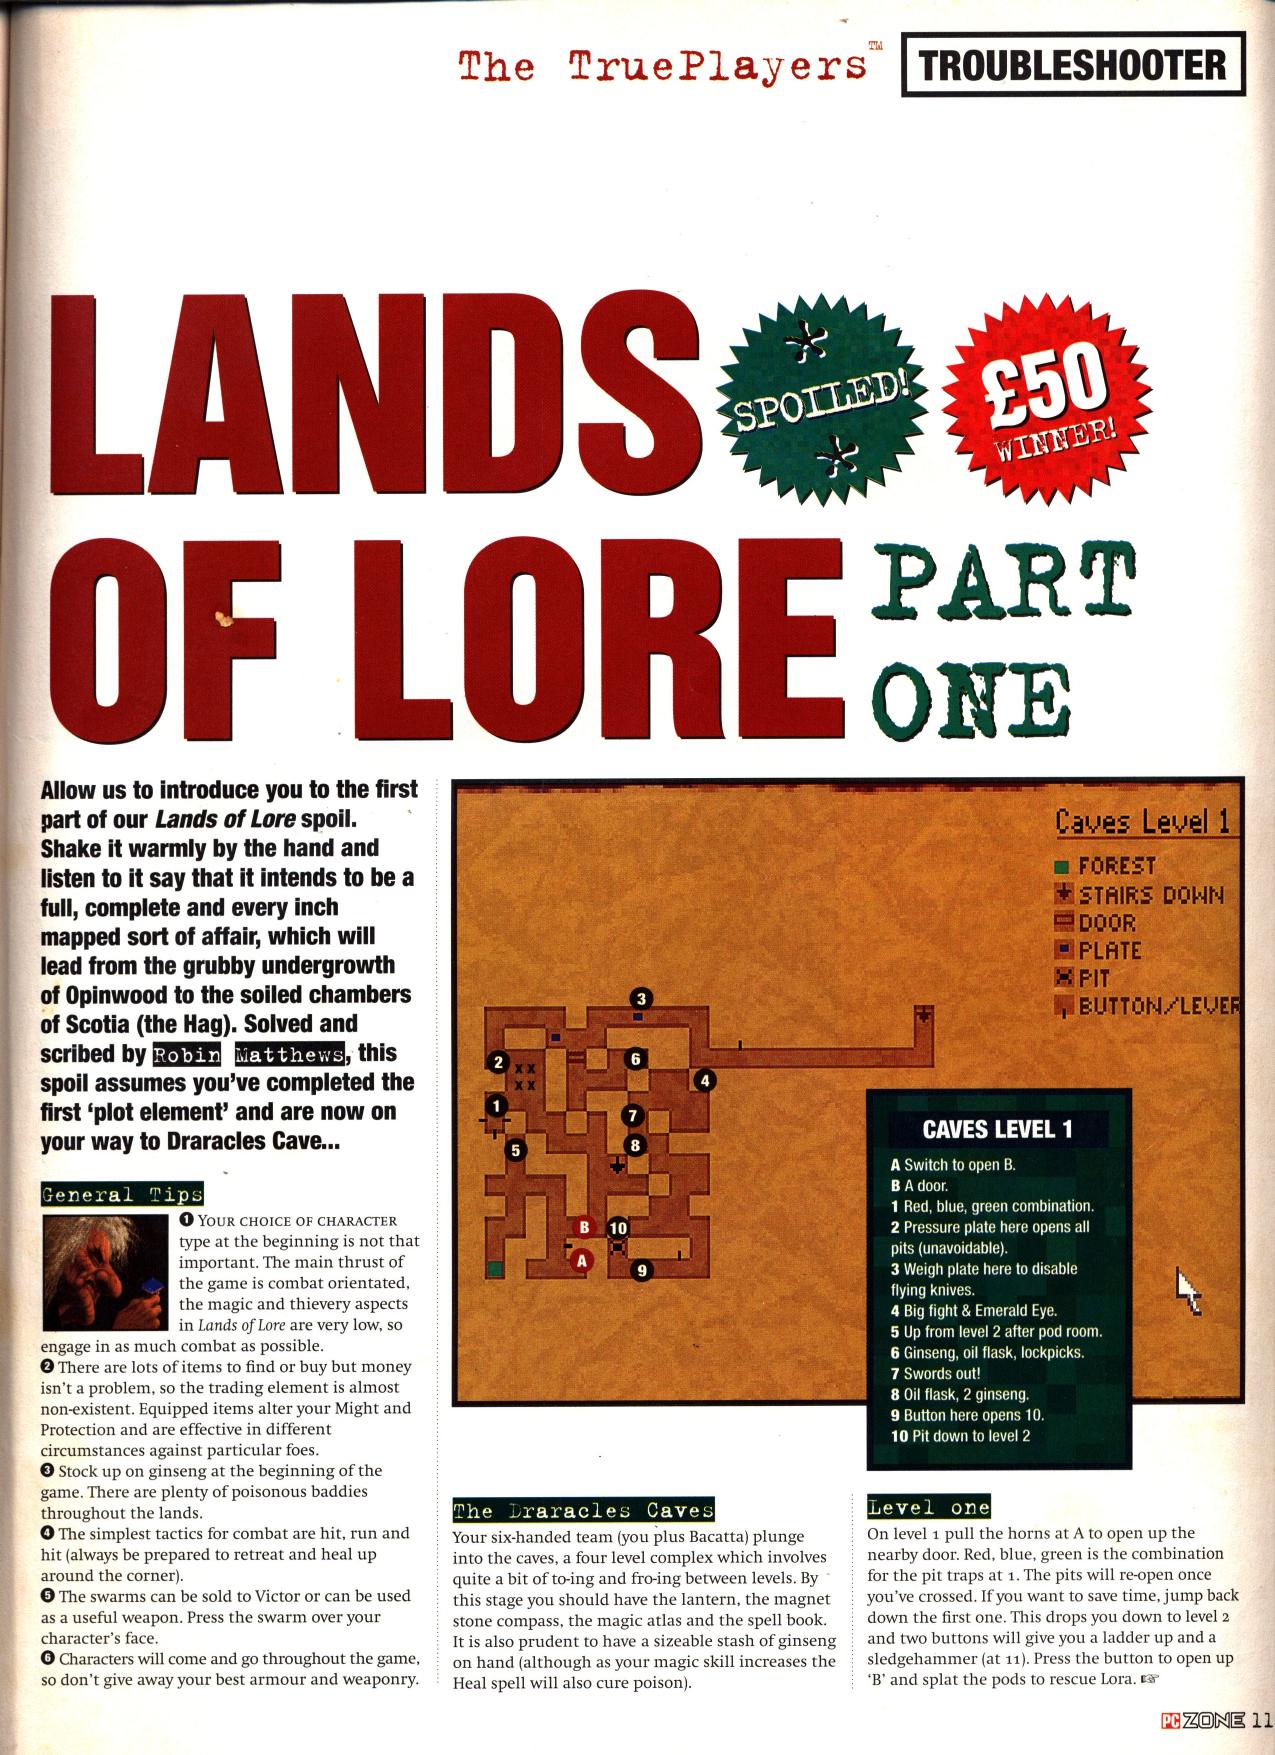 The TruePlayers™
TROUBLESHOOTER
LANDS
OF LORE
SPOILED!
£50
WINNER!
PART
ONE
Allow us to introduce you to the first
part of our Lands of Lore spoil.
Shake it warmly by the hand and
listen to it say that it intends to be a
full, complete and every inch
mapped sort of affair, which will
lead from the grubby undergrowth
of Opinwood to the soiled chambers
of Scotia (the Hag). Solved and
scribed by Robin Matthews, this
spoil assumes you've completed the
first 'plot element' and are now on
your way to Draracles Cave...
General Tips
❶ YOUR CHOICE OF CHARACTER
type at the beginning is not that
important. The main thrust of
the game is combat orientated,
the magic and thievery aspects
in Lands of Lore are very low, so
engage in as much combat as possible.
❷ There are lots of items to find or buy but money
isn't a problem, so the trading element is almost
non-existent. Equipped items alter your Might and
Protection and are effective in different
circumstances against particular foes.
❸ Stock up on ginseng at the beginning of the
game. There are plenty of poisonous baddies
throughout the lands.
❹ The simplest tactics for combat are hit, run and
hit (always be prepared to retreat and heal up
around the corner).
❺ The swarms can be sold to Victor or can be used
as a useful weapon. Press the swarm over your
character's face.
❻ Characters will come and go throughout the game,
so don't give away your best armour and weaponry.
Caves Level 1
FOREST
STAIRS DOWN
DOOR
PLATE
PIT
BUTTON/LEVER
3
2
6
4
1
7
8
5
B
10
A
9
CAVES LEVEL 1
A Switch to open B.
B A door.
1 Red, blue, green combination.
2 Pressure plate here opens all
pits (unavoidable).
3 Weigh plate here to disable
flying knives.
4 Big fight & Emerald Eye.
5 Up from level 2 after pod room.
6 Ginseng, oil flask, lockpicks.
7 Swords out!
8 Oil flask, 2 ginseng.
9 Button here opens 10.
10 Pit down to level 2
The Draracles Caves
Your six-handed team (you plus Bacatta) plunge
into the caves, a four level complex which involves
quite a bit of to-ing and fro-ing between levels. By
this stage you should have the lantern, the magnet
stone compass, the magic atlas and the spell book.
It is also prudent to have a sizeable stash of ginseng
on hand (although as your magic skill increases the
Heal spell will also cure poison).
Level one
On level 1 pull the horns at A to open up the
nearby door. Red, blue, green is the combination
for the pit traps at 1. The pits will re-open once
you've crossed. If you want to save time, jump back
down the first one. This drops you down to level 2
and two buttons will give you a ladder up and a
sledgehammer (at 11). Press the button to open up
'B' and splat the pods to rescue Lora. ☞
PC ZONE 11